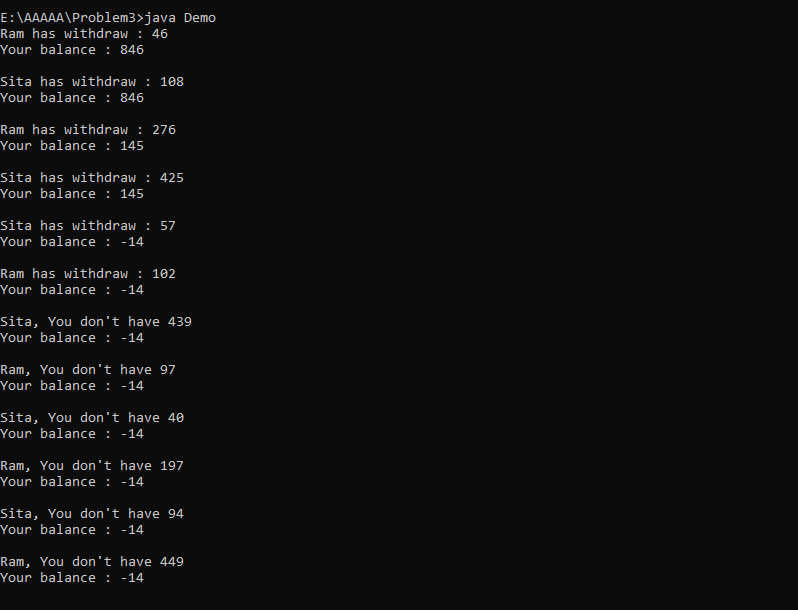 E:\AAAAA\Problem3>java Demo
Ram has withdraw : 46
Your balance : 846

Sita has withdraw : 108
Your balance : 846

Ram has withdraw : 276
Your balance : 145

Sita has withdraw : 425
Your balance : 145

Sita has withdraw : 57
Your balance : -14

Ram has withdraw : 102
Your balance : -14

Sita, You don't have 439
Your balance : -14

Ram, You don't have 97
Your balance : -14

Sita, You don't have 40
Your balance : -14

Ram, You don't have 197
Your balance : -14

Sita, You don't have 94
Your balance : -14

Ram, You don't have 449
Your balance : -14